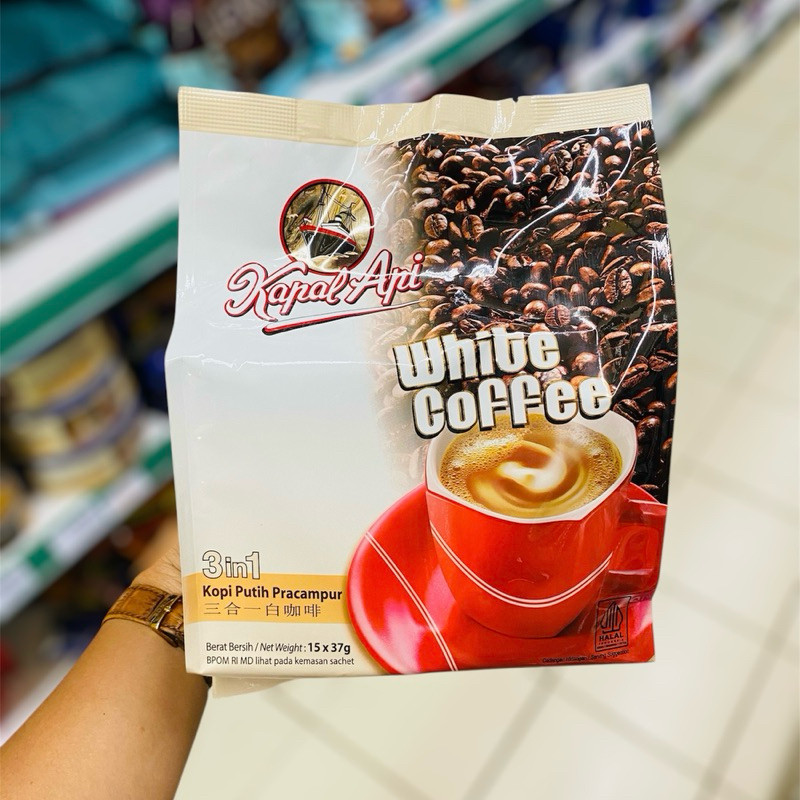 Kapal Api
White
Coffee
3in1
Kopi Putih Pracampur
三合一白咖啡
Berat Bersih / Net Weight : 15 x 37g
BPOM RI MD lihat pada kemasan sachet
HALAL
INDONESIA